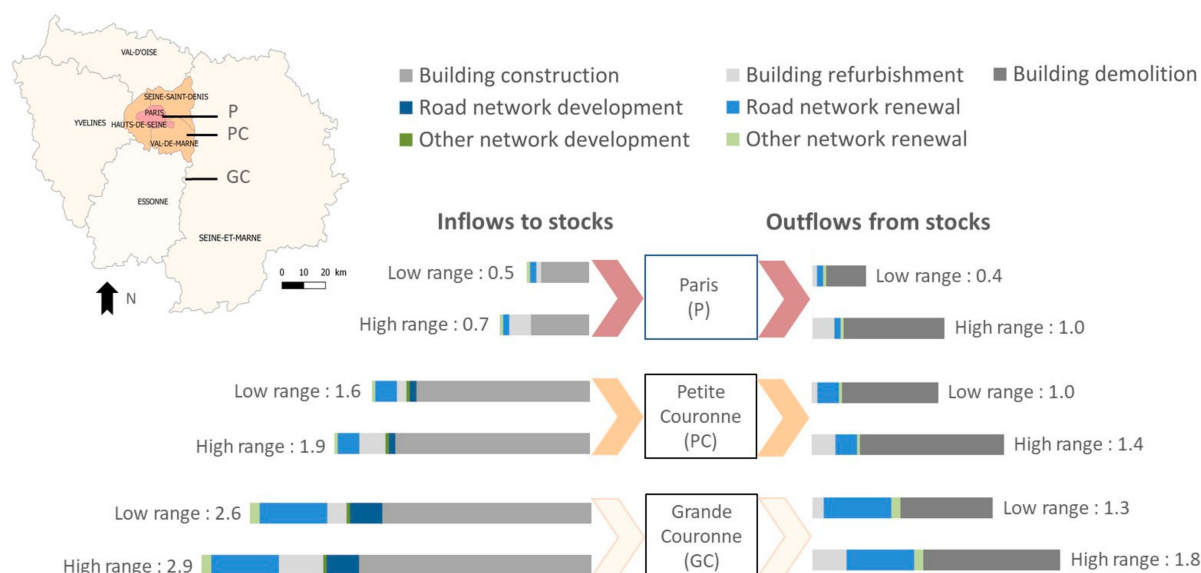 VAL-D'OISE
SEINE-SAINT-DENIS
PARIS
P
YVELINES
HAUTS-DE-SEINE
PC
VAL-DE-MARNE
GC
ESSONNE
SEINE-ET-MARNE
0 10 20 km
N
Building construction
Building refurbishment
Building demolition
Road network development
Road network renewal
Other network development
Other network renewal
Inflows to stocks
Outflows from stocks
Low range : 0.5
High range : 0.7
Paris
(P)
Low range : 0.4
High range : 1.0
Low range : 1.6
High range : 1.9
Petite
Couronne
(PC)
Low range : 1.0
High range : 1.4
Low range : 2.6
High range : 2.9
Grande
Couronne
(GC)
Low range : 1.3
High range : 1.8